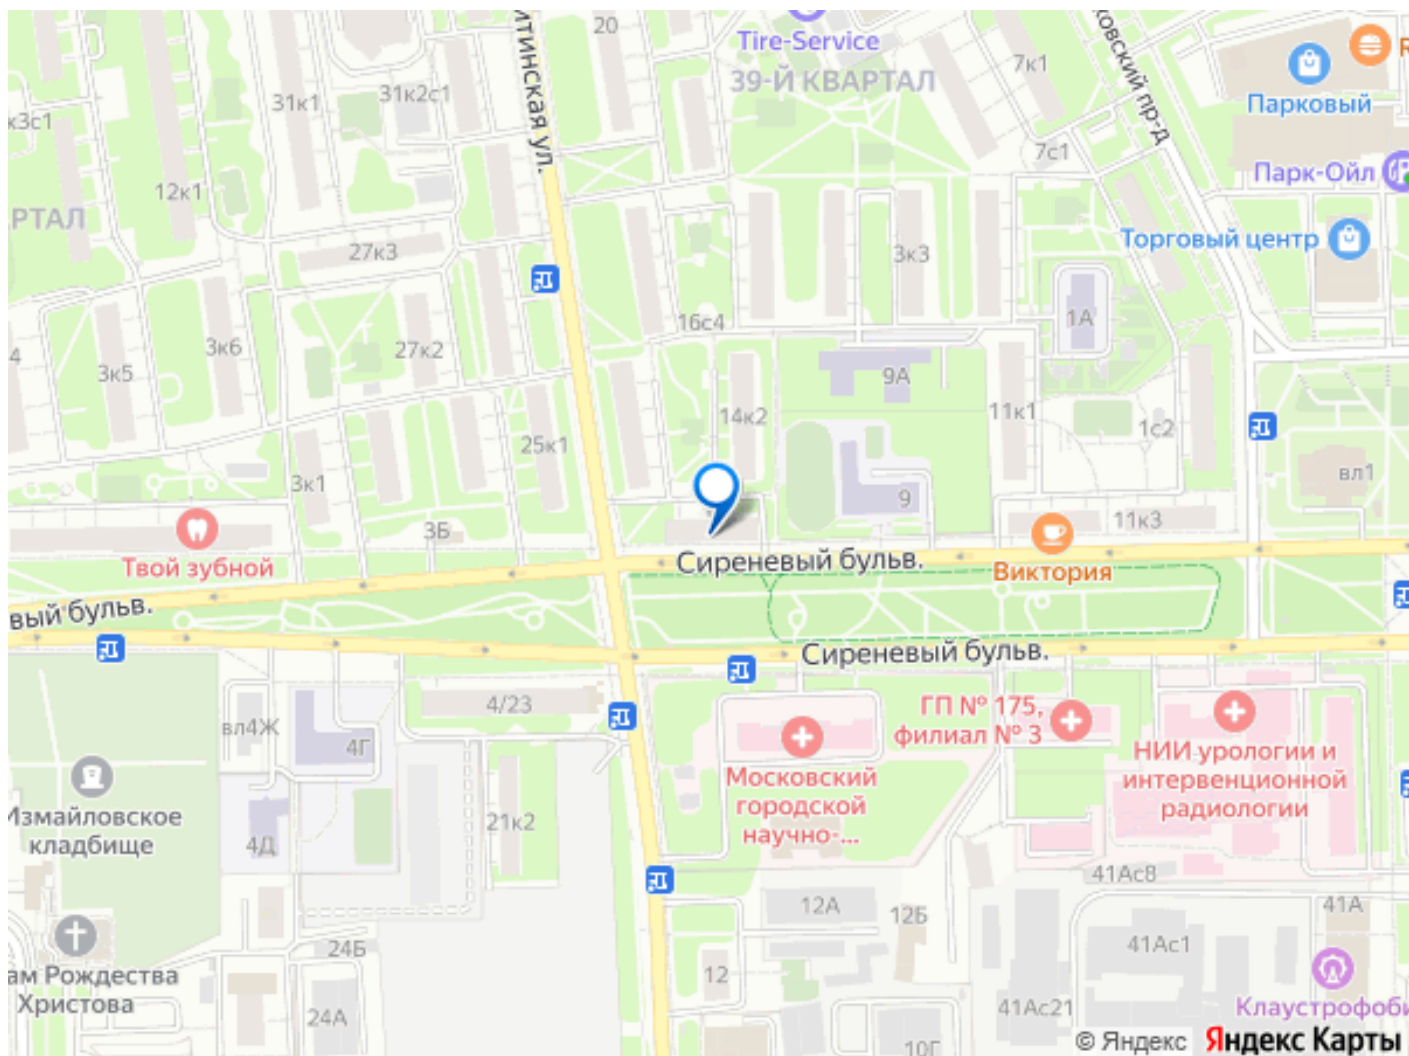 20
Tire-Service
39-Й КВАРТАЛ
7к1
ковский пр-д
R
Парковый
31к1
31к2с1
итинская ул.
к3с1
7с1
Парк-Ойл
12к1
РТАЛ
27к3
3к3
Торговый центр
16с4
1А
4
3к6
27к2
3к5
9А
14к2
11к1
1с2
25к1
3к1
вл1
9
3Б
11к3
Твой зубной
Сиреневый бульв.
Виктория
вый бульв.
Сиреневый бульв.
4/23
ГП № 175,
филиал № 3
вл4Ж
4Г
НИИ урологии и
интервенционной
радиологии
Московский
городской
научно-...
Измайловское
кладбище
4Д
21к2
41Ас8
12А
12Б
41А
24Б
41Ас1
ам Рождества
Христова
12
24А
41Ас21
Клаустрофоби
10Г
© Яндекс Яндекс Карты